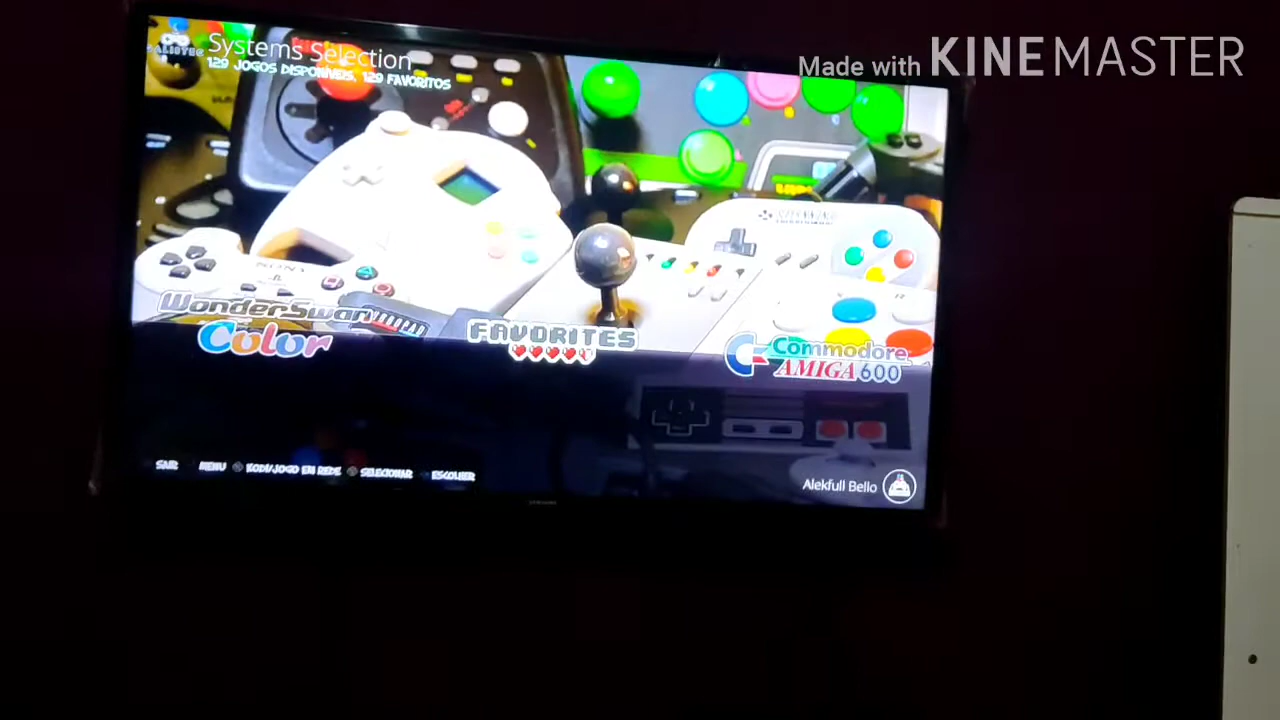 Systems Selection
129 JOGOS DISPONÍVEIS, 129 FAVORITOS
Made with KINEMASTER
SONY
WonderSwan
Color
FAVORITES
Commodore
AMIGA 600
SAIR MENU KODI/JOGO EM REDE SELECIONAR ESCOLHER
Alekfull Bello